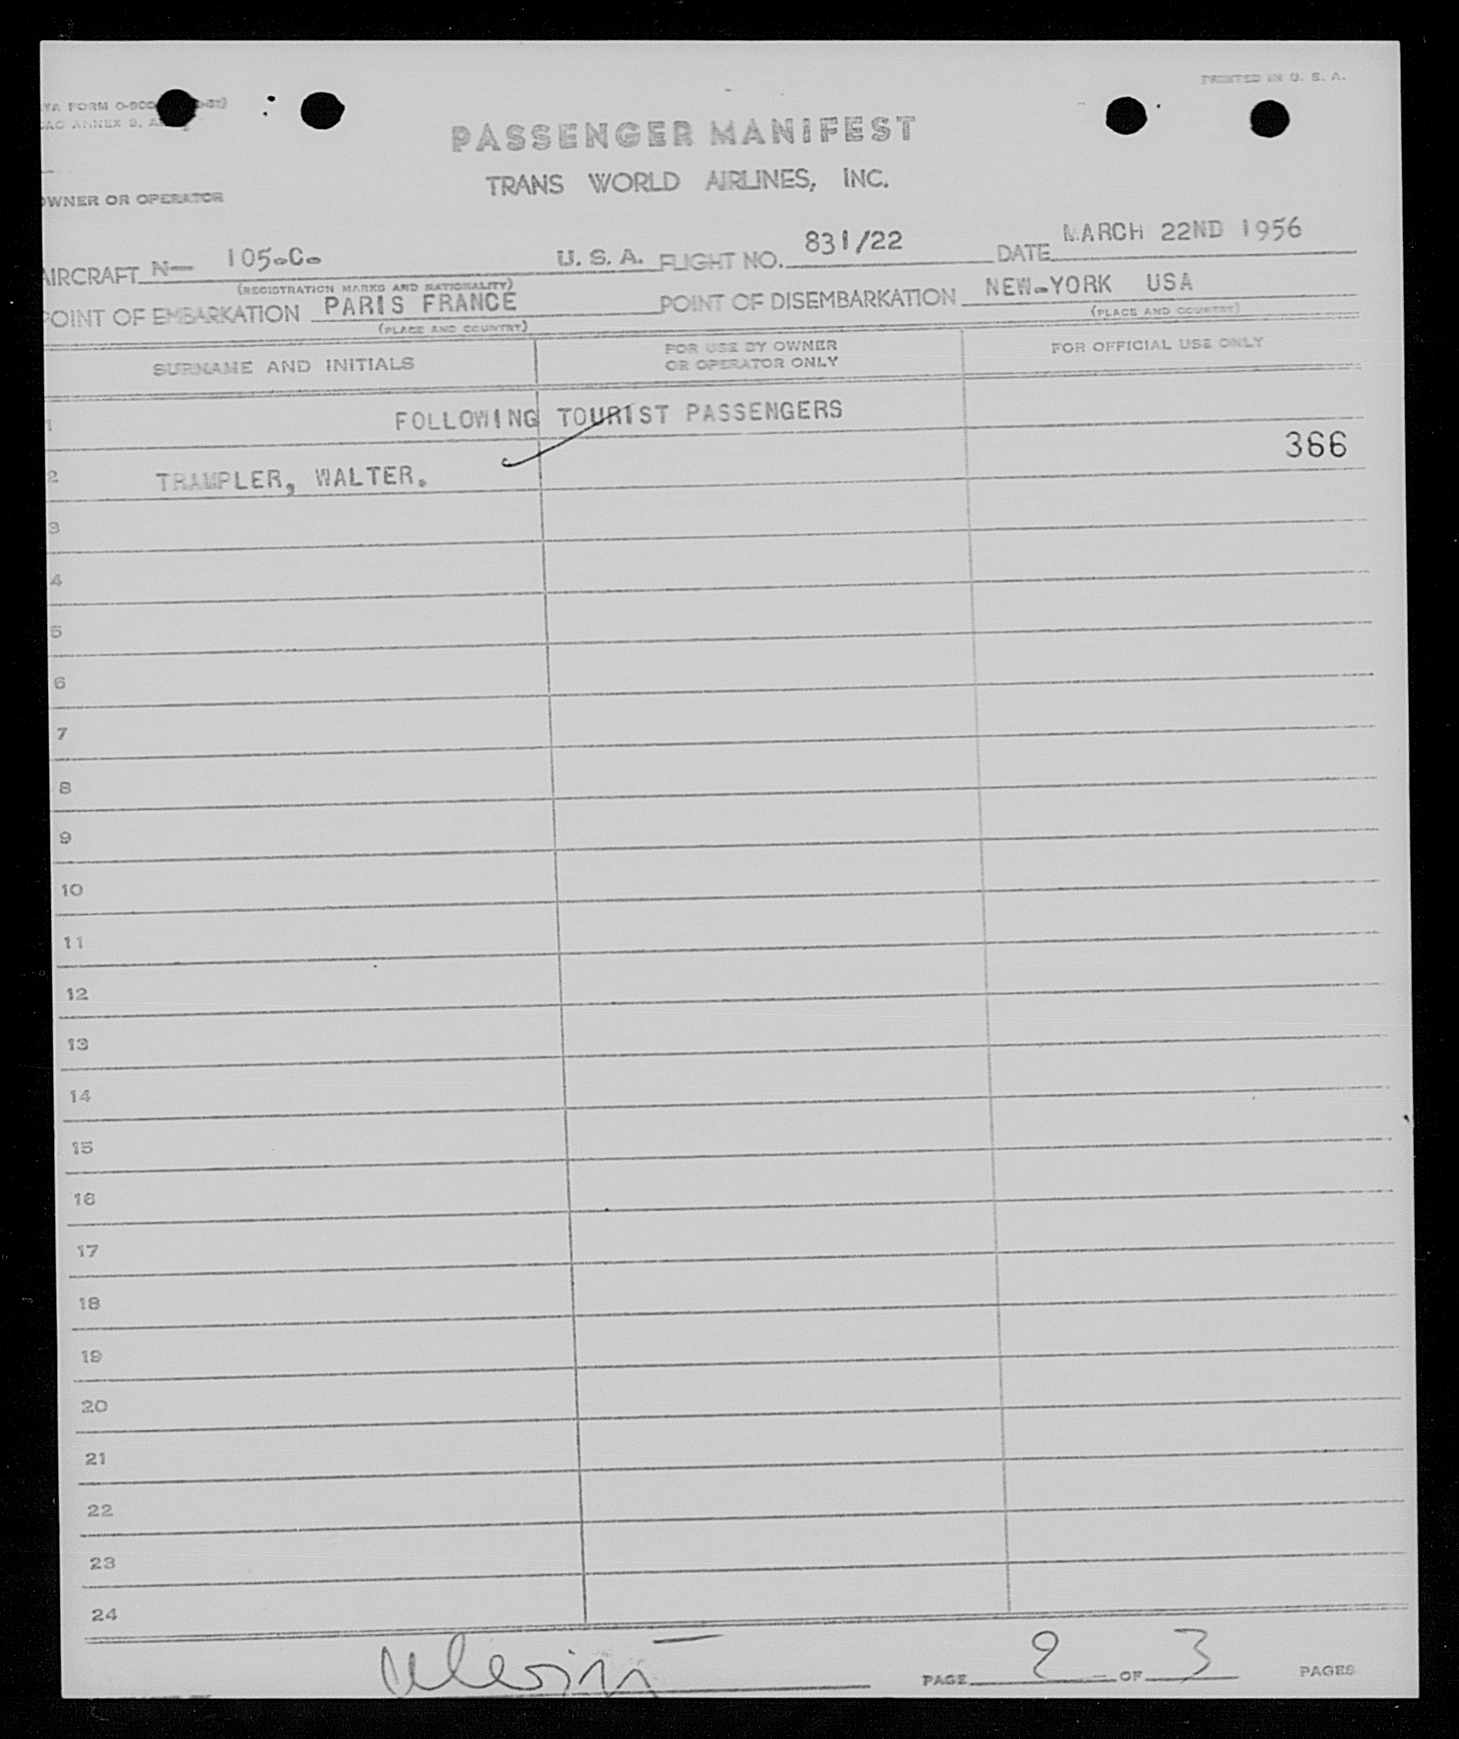 PRINTED IN U. S. A.
PASSENGER MANIFEST
TRANS WORLD AIRLINES, INC.
OWNER OR OPERATOR
AIRCRAFT N— 105.C. U. S. A. FLIGHT NO. 831/22 DATE MARCH 22ND 1956
(REGISTRATION MARKS AND NATIONALITY)
POINT OF EMBARKATION PARIS FRANCE POINT OF DISEMBARKATION NEW-YORK USA
(PLACE AND COUNTRY) (PLACE AND COUNTRY)
SURNAME AND INITIALS FOR USE BY OWNER OR OPERATOR ONLY FOR OFFICIAL USE ONLY
1 FOLLOWING TOURIST PASSENGERS
2 TRAMPLER, WALTER. 366
3
4
5
6
7
8
9
10
11
12
13
14
15
16
17
18
19
20
21
22
23
24
PAGE 2 OF 3 PAGES